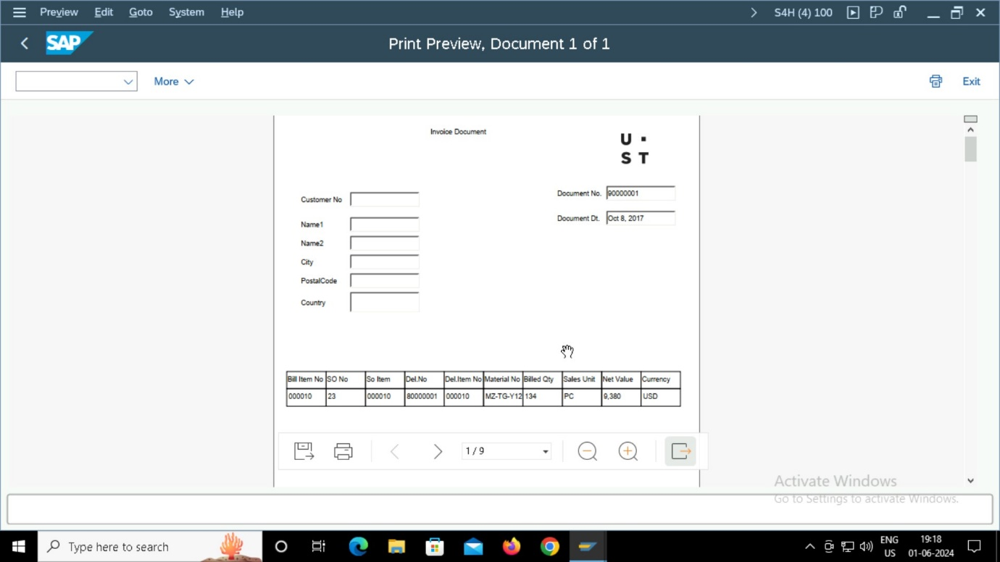 Preview Edit Goto System Help S4H (4) 100
SAP Print Preview, Document 1 of 1
More Exit
Invoice Document
U ·
S T
Customer No
Document No. 90000001
Name1
Document Dt. Oct 8, 2017
Name2
City
PostalCode
Country
Bill Item No SO No So Item Del.No Del.Item No Material No Billed Qty Sales Unit Net Value Currency
000010 23 000010 80000001 000010 MZ-TG-Y12 134 PC 9,380 USD
1 / 9
Activate Windows
Go to Settings to activate Windows.
Type here to search
ENG
US
19:18
01-06-2024